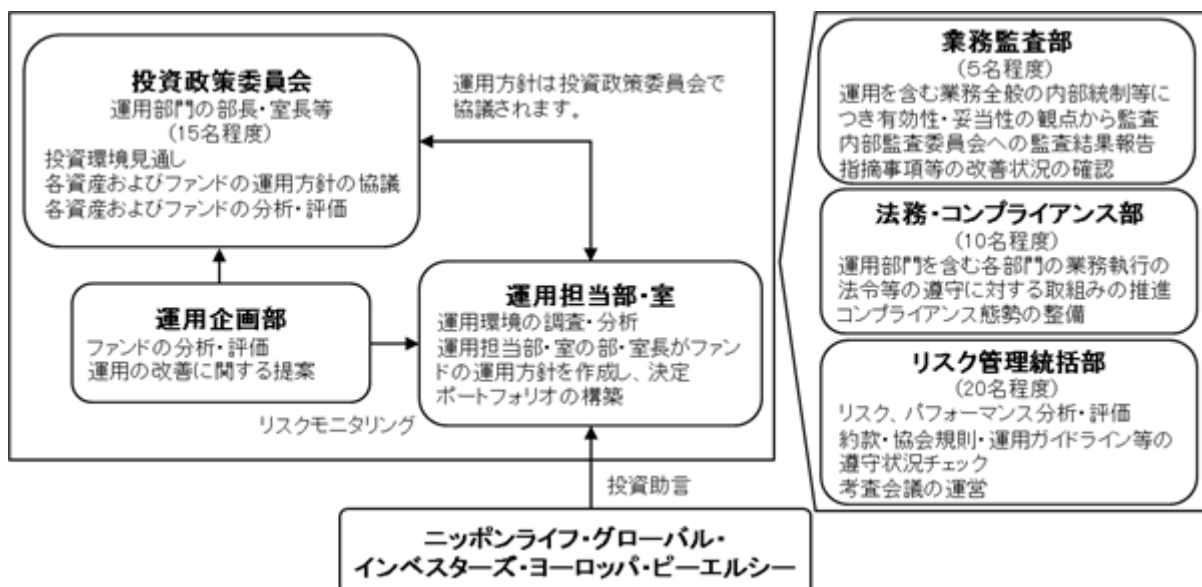 投資政策委員会
運用部門の部長・室長等
(15名程度)
投資環境見通し
各資産およびファンドの運用方針の協議
各資産およびファンドの分析・評価
運用方針は投資政策委員会で
協議されます。
運用企画部
ファンドの分析・評価
運用の改善に関する提案
リスクモニタリング
運用担当部・室
運用環境の調査・分析
運用担当部・室の部・室長がファン
ドの運用方針を作成し、決定
ポートフォリオの構築
投資助言
ニッポンライフ・グローバル・
インベスターズ・ヨーロッパ・ピーエルシー
業務監査部
(5名程度)
運用を含む業務全般の内部統制等に
つき有効性・妥当性の観点から監査
内部監査委員会への監査結果報告
指摘事項等の改善状況の確認
法務・コンプライアンス部
(10名程度)
運用部門を含む各部門の業務執行の
法令等の遵守に対する取組みの推進
コンプライアンス態勢の整備
リスク管理統括部
(20名程度)
リスク、パフォーマンス分析・評価
約款・協会規則・運用ガイドライン等の
遵守状況チェック
考査会議の運営